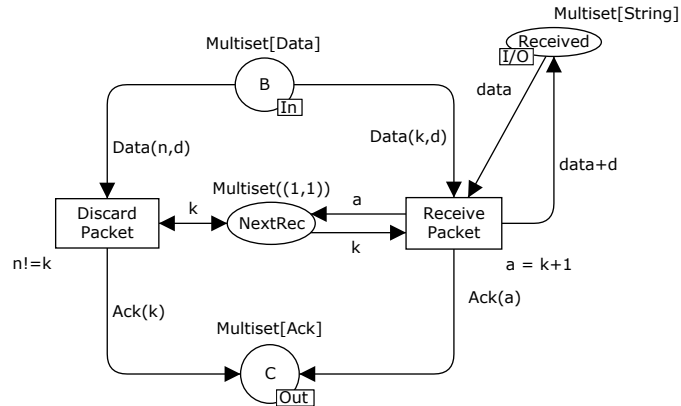 Multiset[String]
Multiset[Data]
Received
I/O
B
In
data
Data(n,d)
Data(k,d)
data+d
Multiset((1,1))
Discard
Packet
k
NextRec
a
k
Receive
Packet
n!=k
a = k+1
Ack(k)
Ack(a)
Multiset[Ack]
C
Out